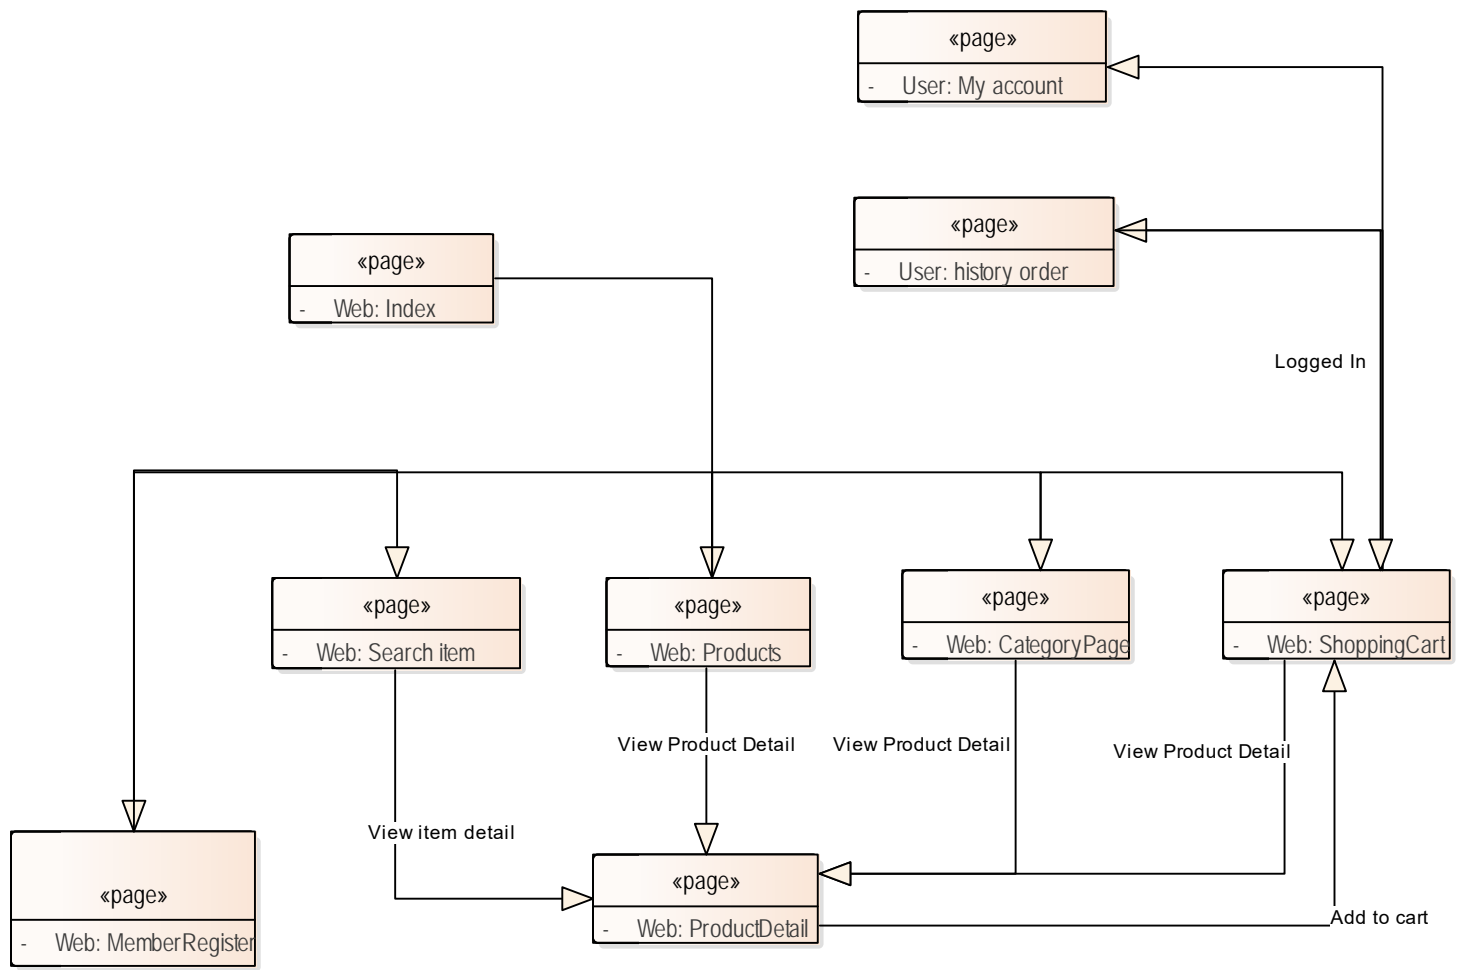 «page»
- User: My account
«page»
- User: history order
«page»
- Web: Index
Logged In
«page»
- Web: Search item
«page»
- Web: Products
«page»
- Web: CategoryPage
«page»
- Web: ShoppingCart
View Product Detail
View Product Detail
View Product Detail
View item detail
«page»
- Web: MemberRegister
«page»
- Web: ProductDetail
Add to cart